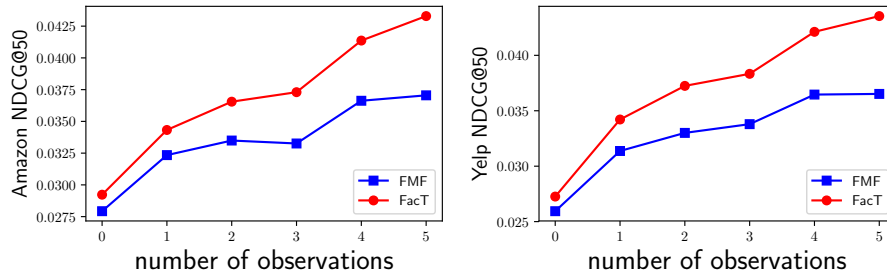 Amazon NDCG@50
0.0425
0.0400
0.0375
0.0350
0.0325
0.0300
0.0275
0 1 2 3 4 5
number of observations
FMF
FacT
Yelp NDCG@50
0.040
0.035
0.030
0.025
0 1 2 3 4 5
number of observations
FMF
FacT